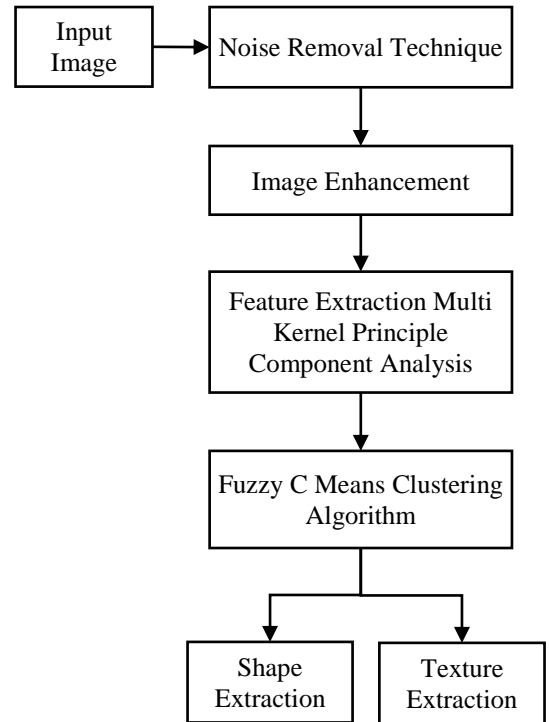 Input
Image
Noise Removal Technique
Image Enhancement
Feature Extraction Multi
Kernel Principle
Component Analysis
Fuzzy C Means Clustering
Algorithm
Shape
Extraction
Texture
Extraction